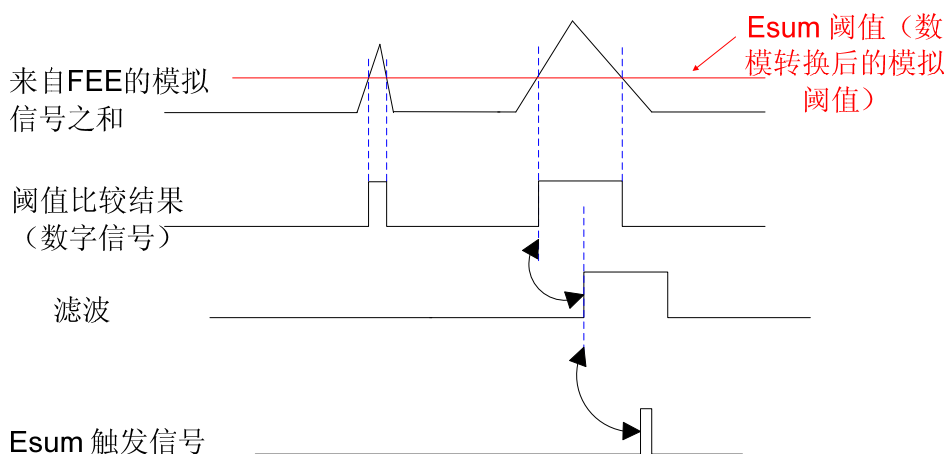 Esum 阈值（数
模转换后的模拟
阈值）
来自FEE的模拟
信号之和
阈值比较结果
（数字信号）
滤波
Esum 触发信号